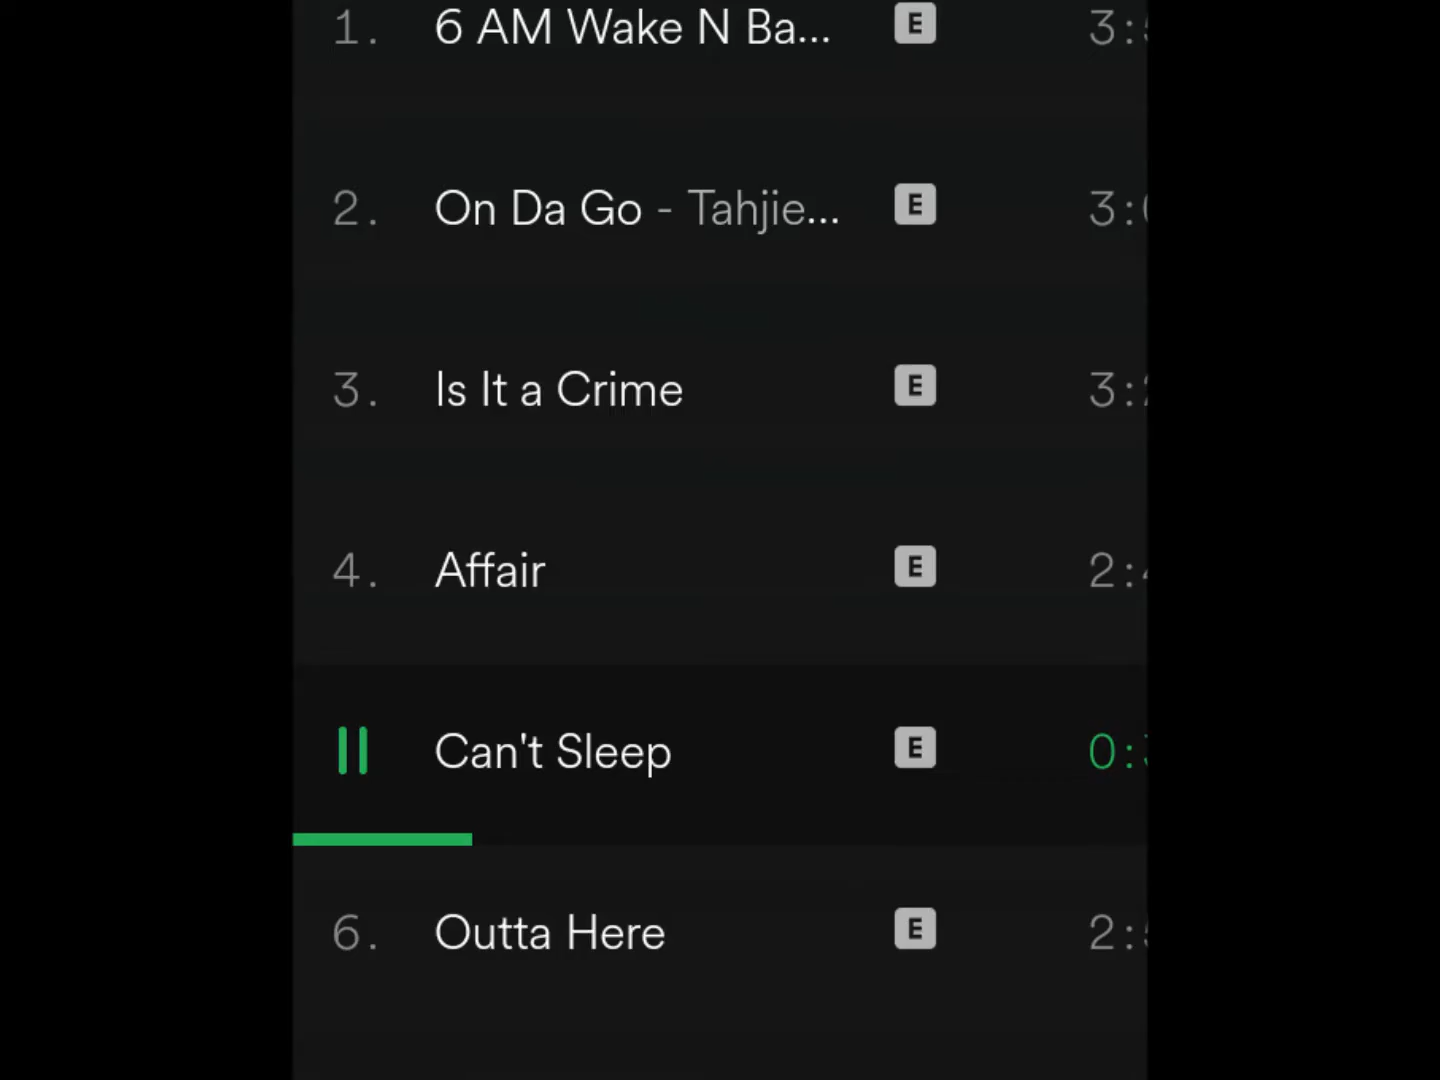 1. 6 AM Wake N Ba... E 3:
2. On Da Go - Tahjie... E 3:
3. Is It a Crime E 3:
4. Affair E 2:
Can't Sleep E 0:
6. Outta Here E 2: